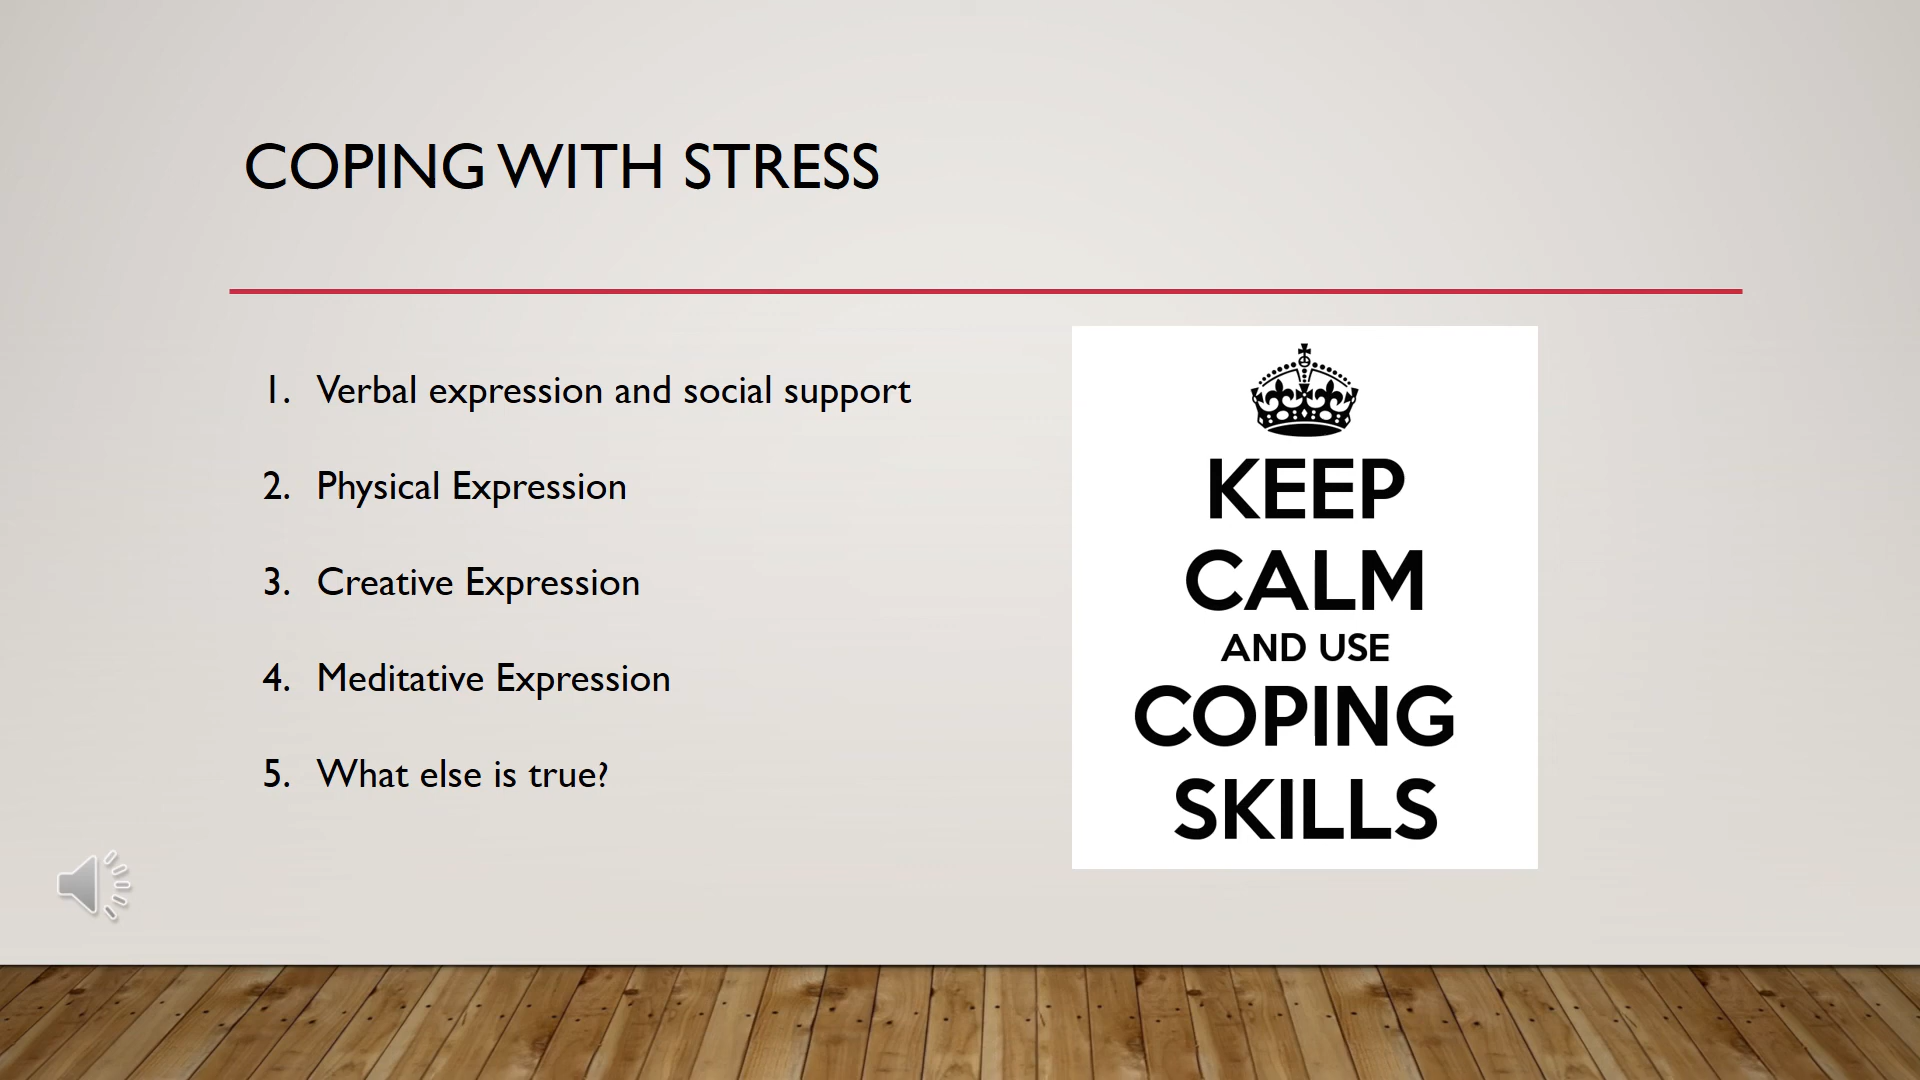 COPING WITH STRESS
1. Verbal expression and social support
2. Physical Expression
3. Creative Expression
4. Meditative Expression
5. What else is true?
KEEP
CALM
AND USE
COPING
SKILLS